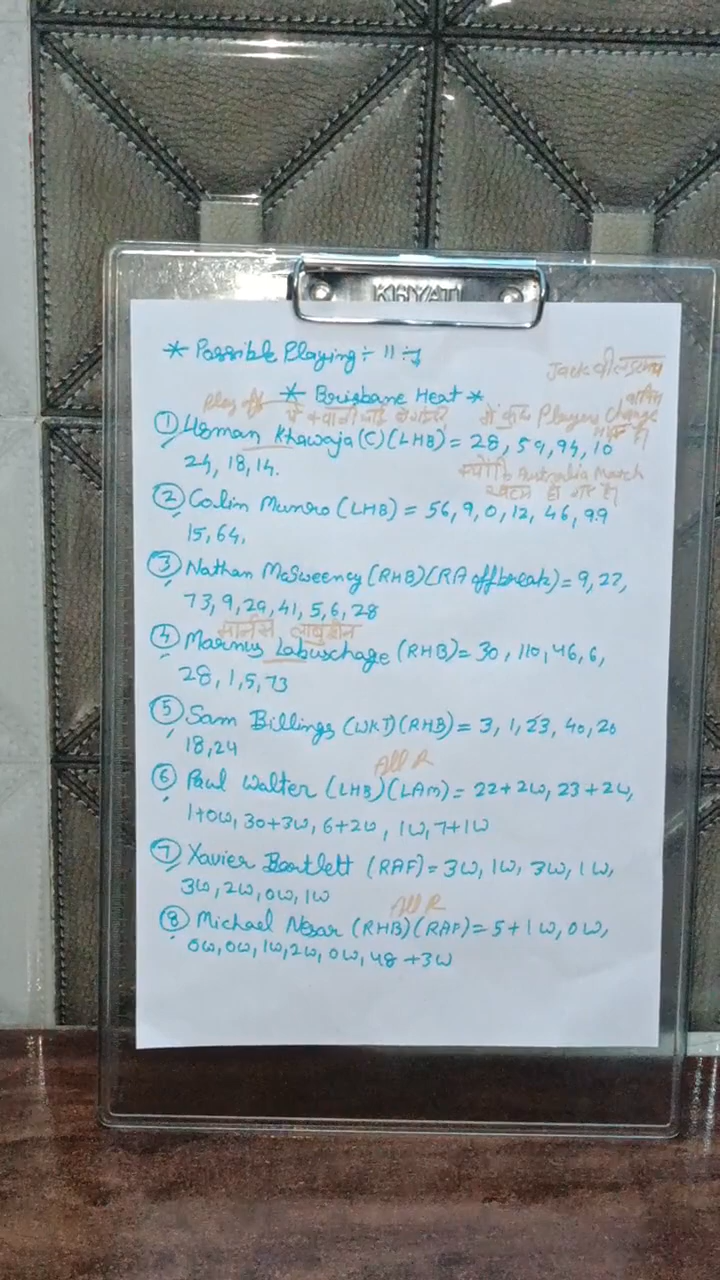 KHYATI
* Possible Playing :- 11 :-
Jack
* Brisbane Heat *
Play off में क्वालीफाई
में कुछ Players Change
① Usman Khawaja (C) (LHB) = 28, 59, 94, 10
24, 18, 14.
क्योंकि Australia Match
खत्म हो गए है।
② Colin Munro (LHB) = 56, 9, 0, 12, 46, 99
15, 64,
③ Nathan McSweency (RHB) (RA offbreak) = 9, 22,
73, 9, 29, 41, 5, 6, 28
मार्नस लाबुशेन
④ Marnus Labuschage (RHB) = 30, 110, 46, 6,
28, 1, 5, 73
⑤ Sam Billings (WKT) (RHB) = 3, 1, 23, 40, 20
18, 24
All R
⑥ Paul Walter (LHB) (LAM) = 22+2W, 23+2W,
1+0W, 30+3W, 6+2W, 1W, 7+1W
⑦ Xavier Bartlett (RAF) = 3W, 1W, 3W, 1W,
3W, 2W, 0W, 1W
All R
⑧ Michael Nesar (RHB) (RAF) = 5+1W, 0W,
0W, 0W, 1W, 2W, 0W, 48+3W